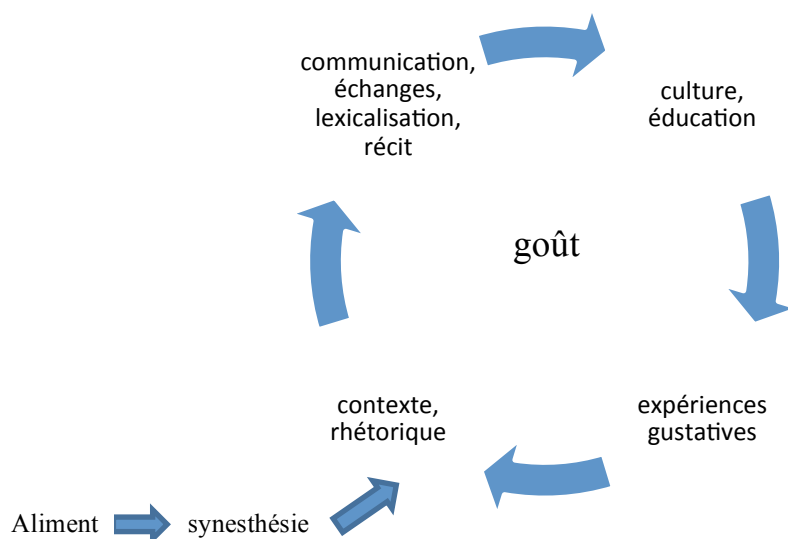 communication,
échanges,
lexicalisation,
récit
culture,
éducation
goût
contexte,
rhétorique
expériences
gustatives
Aliment
synesthésie